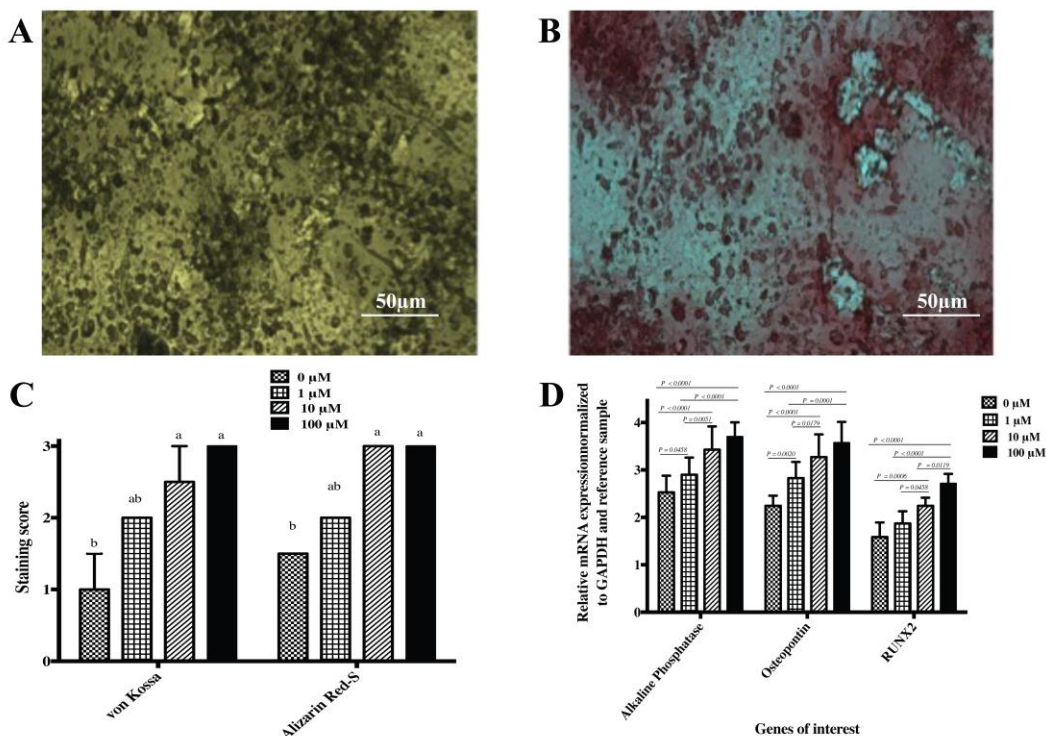 A
50µm
B
50µm
C
0 µM
1 µM
10 µM
100 µM
Staining score
3
2
1
0
b
ab
a
a
b
ab
a
a
von Kossa
Alizarin Red-S
D
0 µM
1 µM
10 µM
100 µM
Relative mRNA expressionnormalized
to GAPDH and reference sample
4
3
2
1
0
P <0.0001
P <0.0001
P <0.0001
P =0.0051
P =0.0458
P <0.0001
P =0.0001
P <0.0001
P =0.0179
P =0.0020
P <0.0001
P <0.0001
P =0.0119
P =0.0006
P =0.0458
Alkaline Phosphatase
Osteopontin
RUNX2
Genes of interest